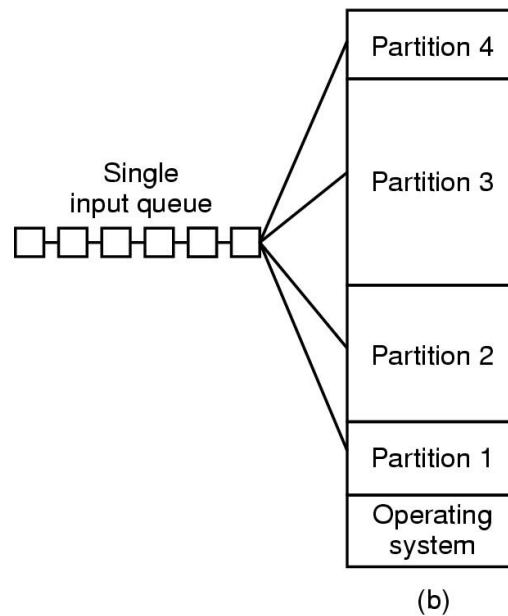 Partition 4
Single
input queue
Partition 3
Partition 2
Partition 1
Operating
system
(b)